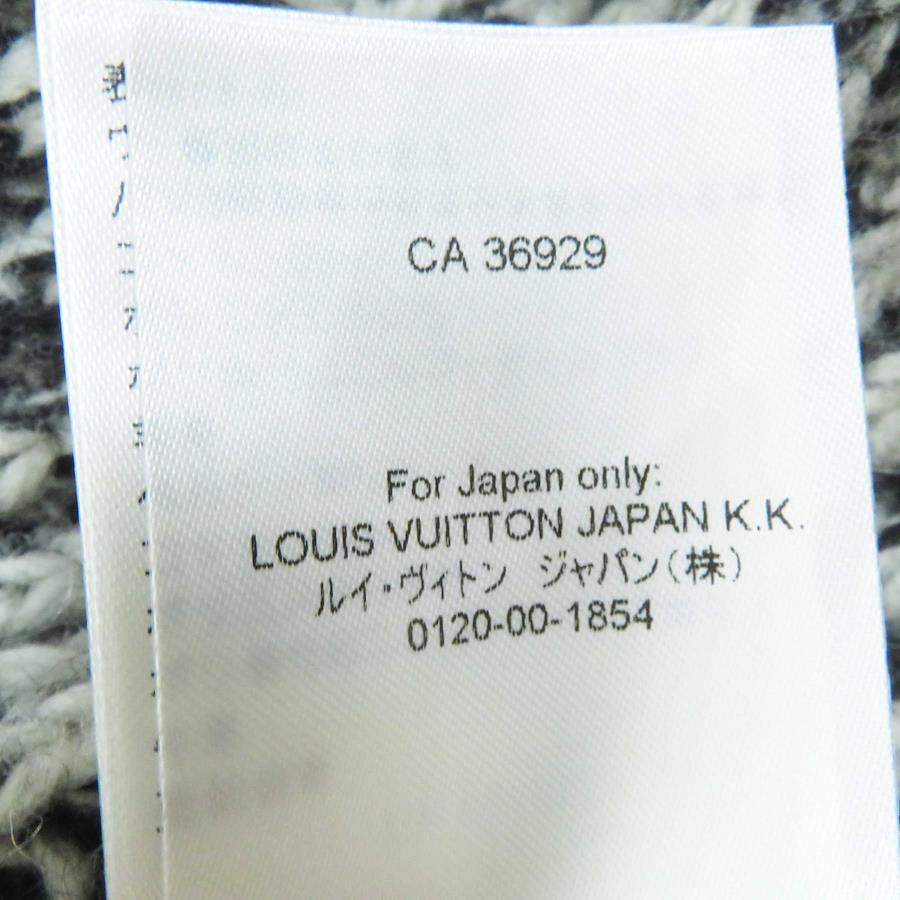 CA 36929
For Japan only:
LOUIS VUITTON JAPAN K.K.
ルイ・ヴィトン　ジャパン(株)
0120-00-1854